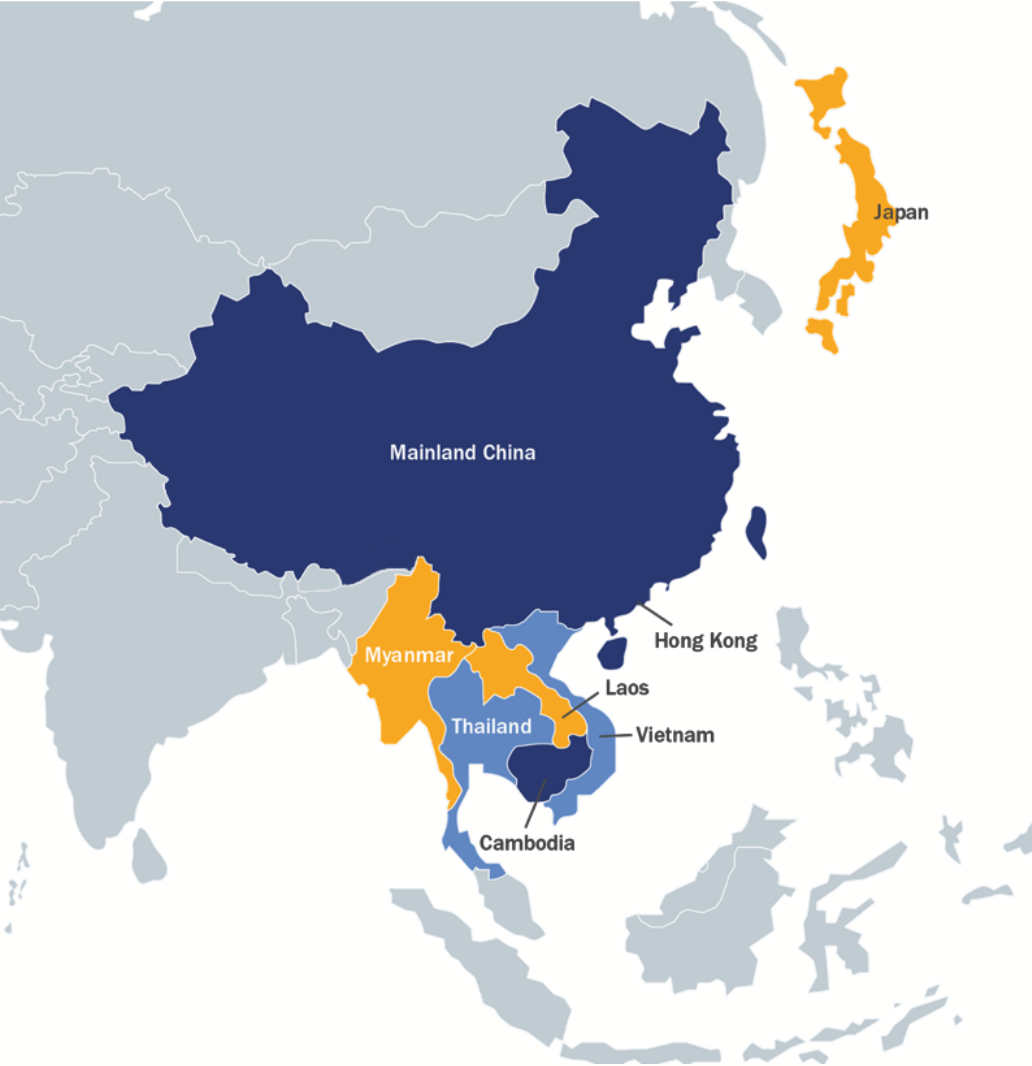 Japan
Mainland China
Hong Kong
Myanmar
Laos
Thailand
Vietnam
Cambodia